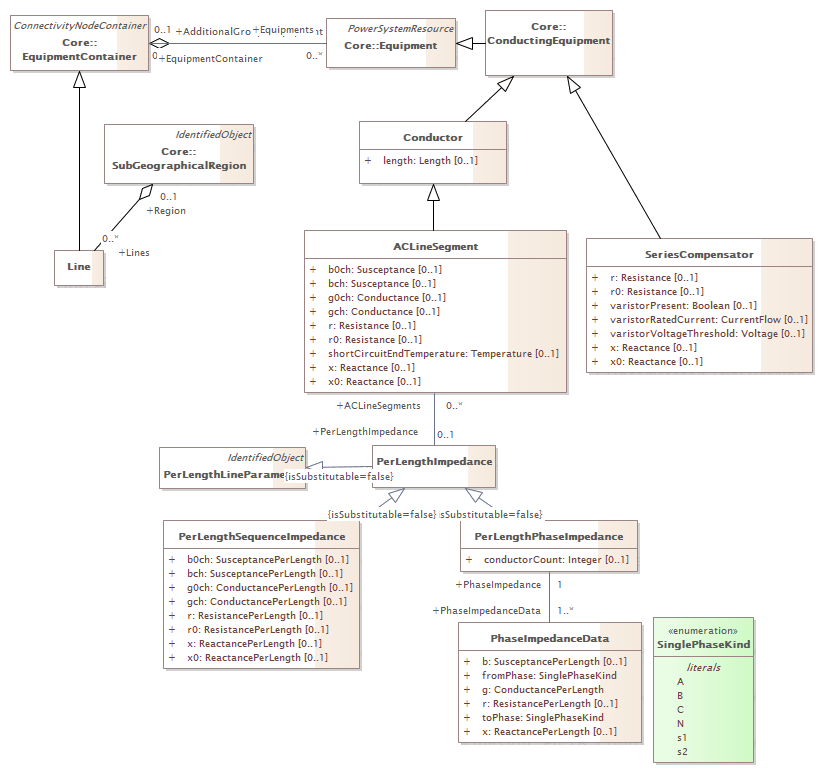 ConnectivityNodeContainer
Core::
EquipmentContainer
0..1
+AdditionalGro
+Equipments
nt
0
+EquipmentContainer
0..*
PowerSystemResource
Core::Equipment
Core::
ConductingEquipment
IdentifiedObject
Core::
SubGeographicalRegion
0..1
+Region
0..*
+Lines
Line
Conductor
+ length: Length [0..1]
ACLineSegment
+ b0ch: Susceptance [0..1]
+ bch: Susceptance [0..1]
+ g0ch: Conductance [0..1]
+ gch: Conductance [0..1]
+ r: Resistance [0..1]
+ r0: Resistance [0..1]
+ shortCircuitEndTemperature: Temperature [0..1]
+ x: Reactance [0..1]
+ x0: Reactance [0..1]
SeriesCompensator
+ r: Resistance [0..1]
+ r0: Resistance [0..1]
+ varistorPresent: Boolean [0..1]
+ varistorRatedCurrent: CurrentFlow [0..1]
+ varistorVoltageThreshold: Voltage [0..1]
+ x: Reactance [0..1]
+ x0: Reactance [0..1]
+ACLineSegments
0..*
+PerLengthImpedance
0..1
IdentifiedObject
PerLengthLineParame
{isSubstitutable=false}
PerLengthImpedance
{isSubstitutable=false}
sSubstitutable=false}
PerLengthSequenceImpedance
+ b0ch: SusceptancePerLength [0..1]
+ bch: SusceptancePerLength [0..1]
+ g0ch: ConductancePerLength [0..1]
+ gch: ConductancePerLength [0..1]
+ r: ResistancePerLength [0..1]
+ r0: ResistancePerLength [0..1]
+ x: ReactancePerLength [0..1]
+ x0: ReactancePerLength [0..1]
PerLengthPhaseImpedance
+ conductorCount: Integer [0..1]
+PhaseImpedance
1
+PhaseImpedanceData
1..*
PhaseImpedanceData
+ b: SusceptancePerLength [0..1]
+ fromPhase: SinglePhaseKind
+ g: ConductancePerLength
+ r: ResistancePerLength [0..1]
+ toPhase: SinglePhaseKind
+ x: ReactancePerLength [0..1]
«enumeration»
SinglePhaseKind
literals
A
B
C
N
s1
s2